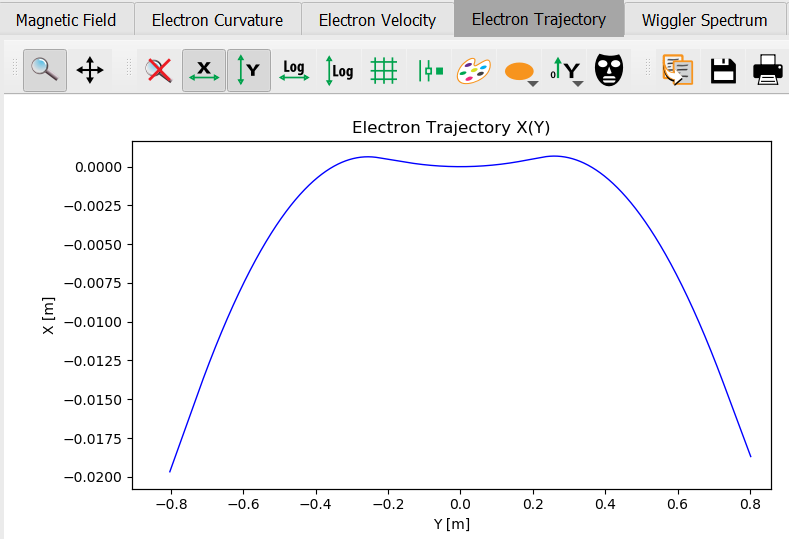 Magnetic Field Electron Curvature Electron Velocity Electron Trajectory Wiggler Spectrum
X Y Log Log 0 Y
Electron Trajectory X(Y)
0.0000
−0.0025
−0.0050
−0.0075
−0.0100
−0.0125
−0.0150
−0.0175
−0.0200
X [m]
−0.8 −0.6 −0.4 −0.2 0.0 0.2 0.4 0.6 0.8
Y [m]